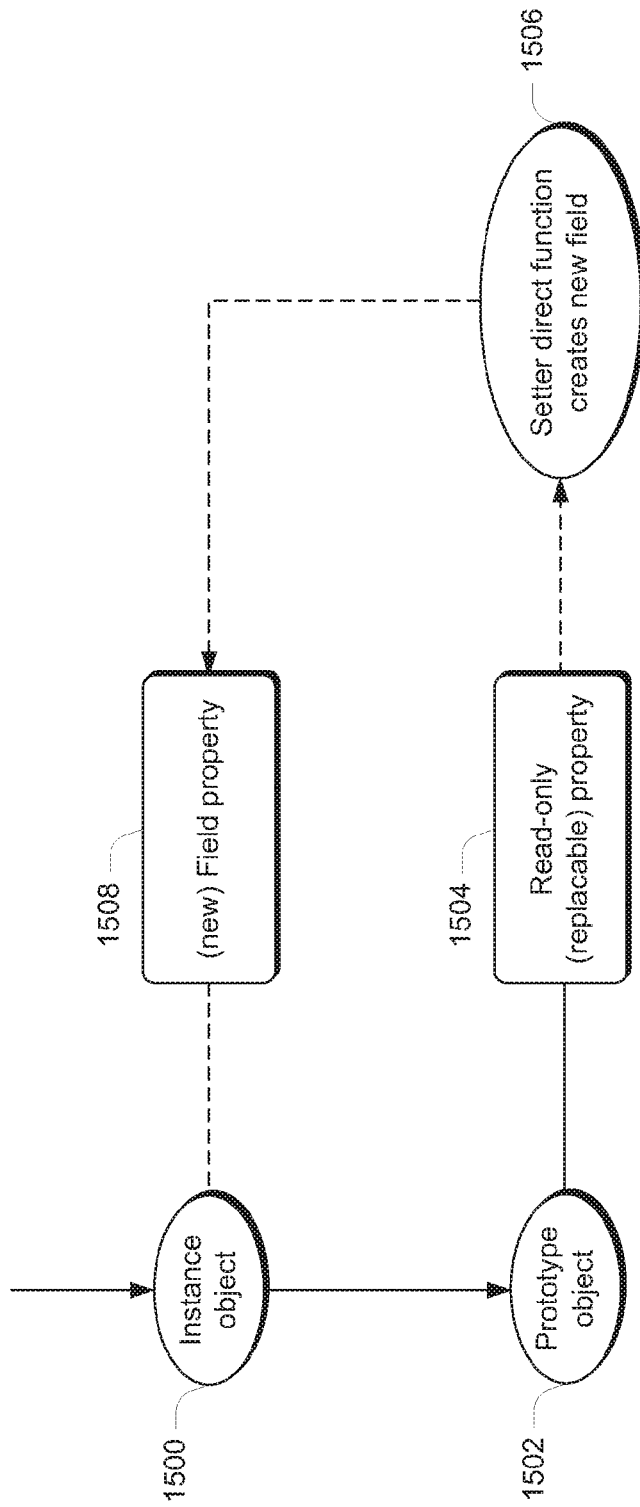 1500
Instance
object
1508
(new) Field property
1502
Prototype
object
1504
Read-only
(replacable) property
Setter direct function
creates new field
1506